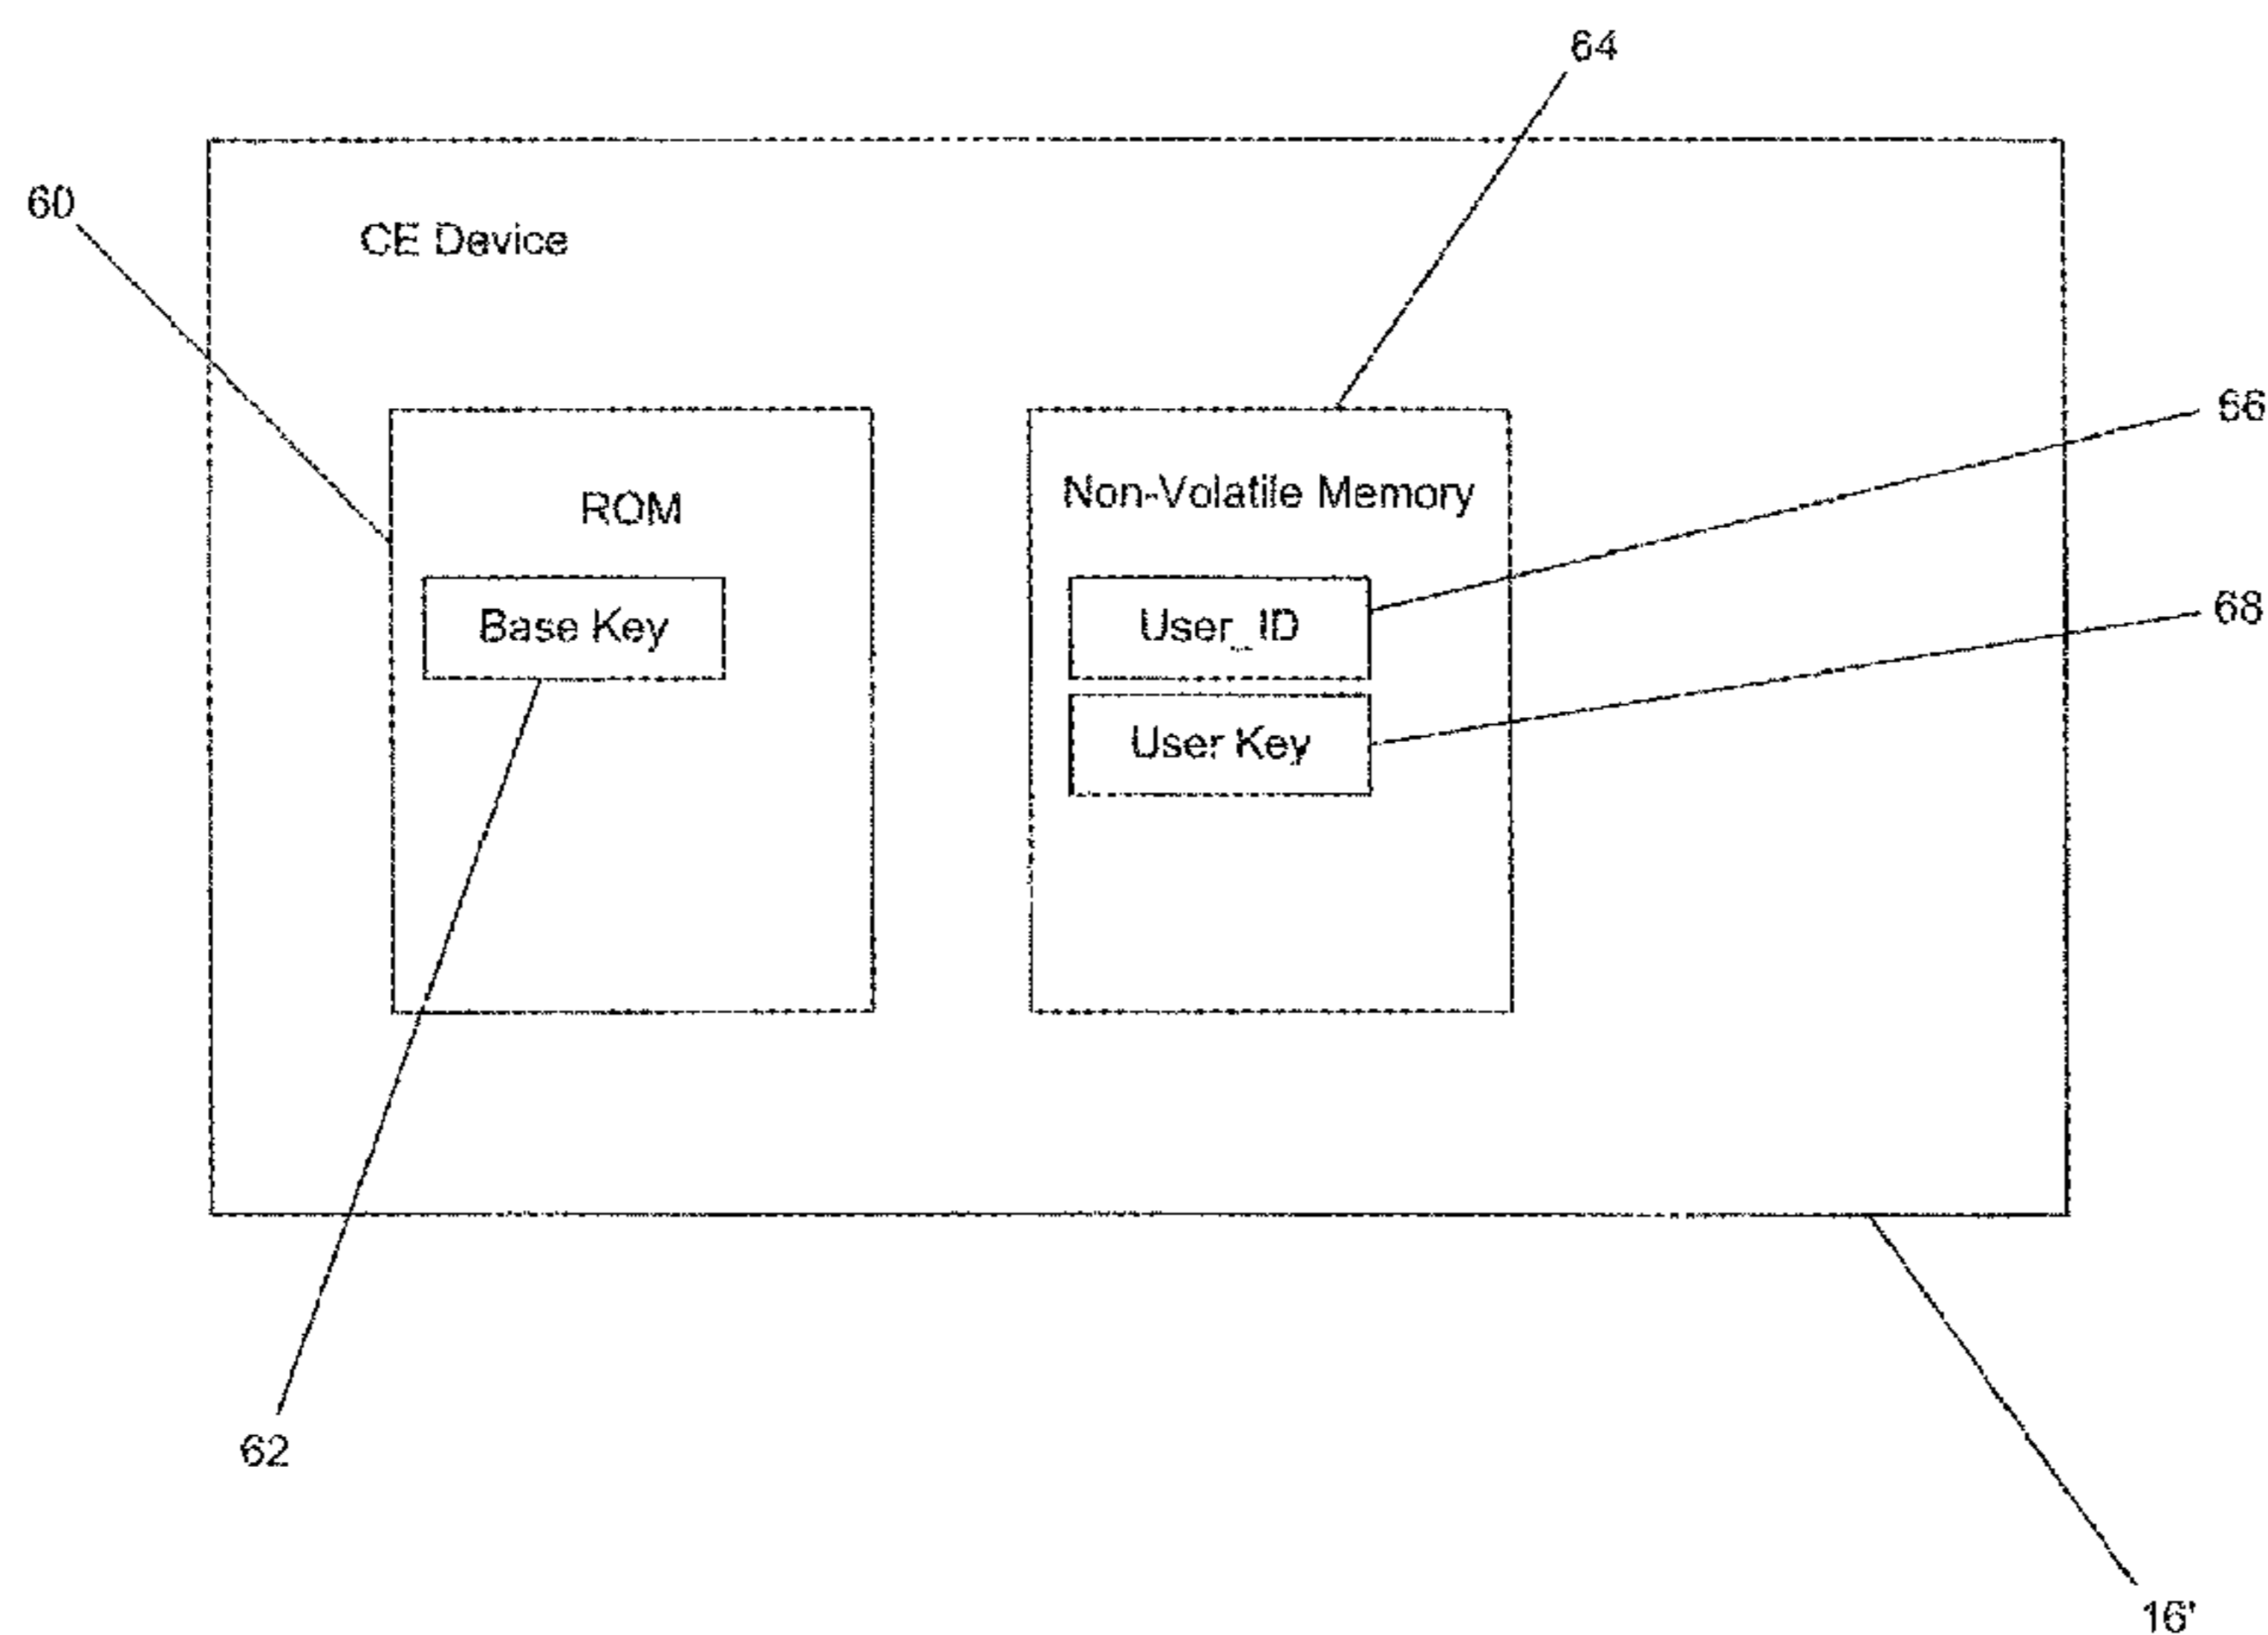 64
60
CE Device
66
ROM
Non-Volatile Memory
Base Key
User_ID
68
User Key
62
16'